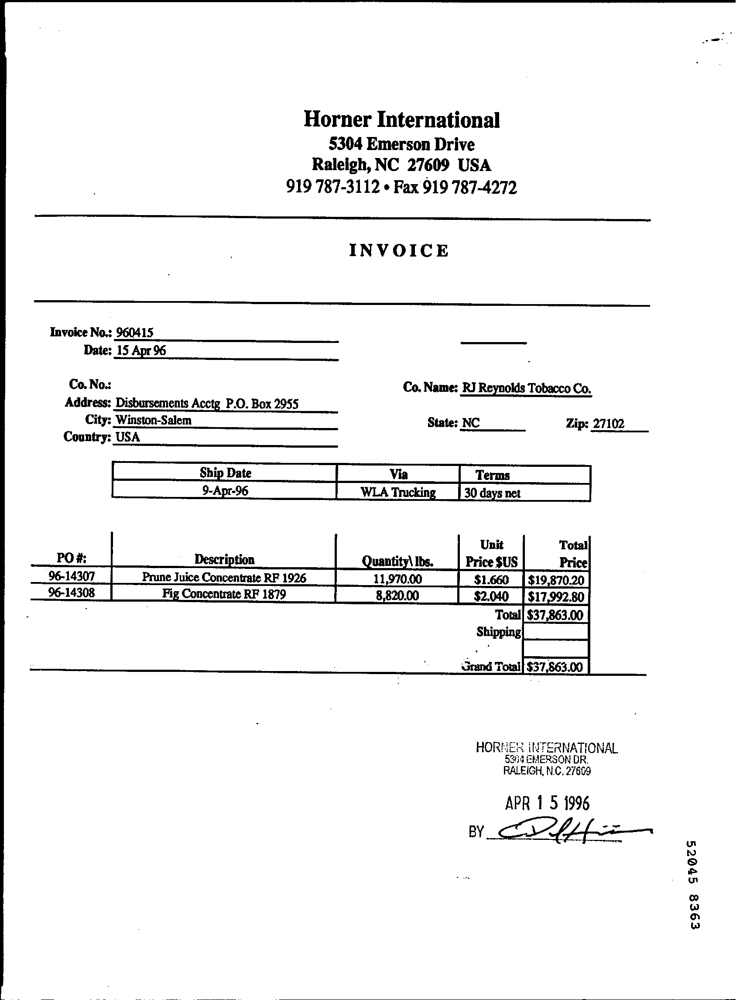 Horner International
5304 Emerson Drive
Raleigh, NC 27609 USA
919 787-3112 • Fax 919 787-4272
INVOICE
Invoice No.: 960415
Date: 15 Apr 96
Co. No.:
Co. Name: RJ Reynolds Tobacco Co.
Address: Disbursements Acctg P.O. Box 2955
City: Winston-Salem State: NC Zip: 27102
Country: USA
Ship Date Via Terms
9-Apr-96 WLA Trucking 30 days net
Unit Total
PO #: Description Quantity\ lbs. Price $US Price
96-14307 Prune Juice Concentrate RF 1926 11,970.00 $1.660 $19,870.20
96-14308 Fig Concentrate RF 1879 8,820.00 $2.040 $17,992.80
Total $37,863.00
Shipping
Grand Total $37,863.00
HORNER INTERNATIONAL
5304 EMERSON DR.
RALEIGH, N.C. 27609
APR 15 1996
BY
52045 8363